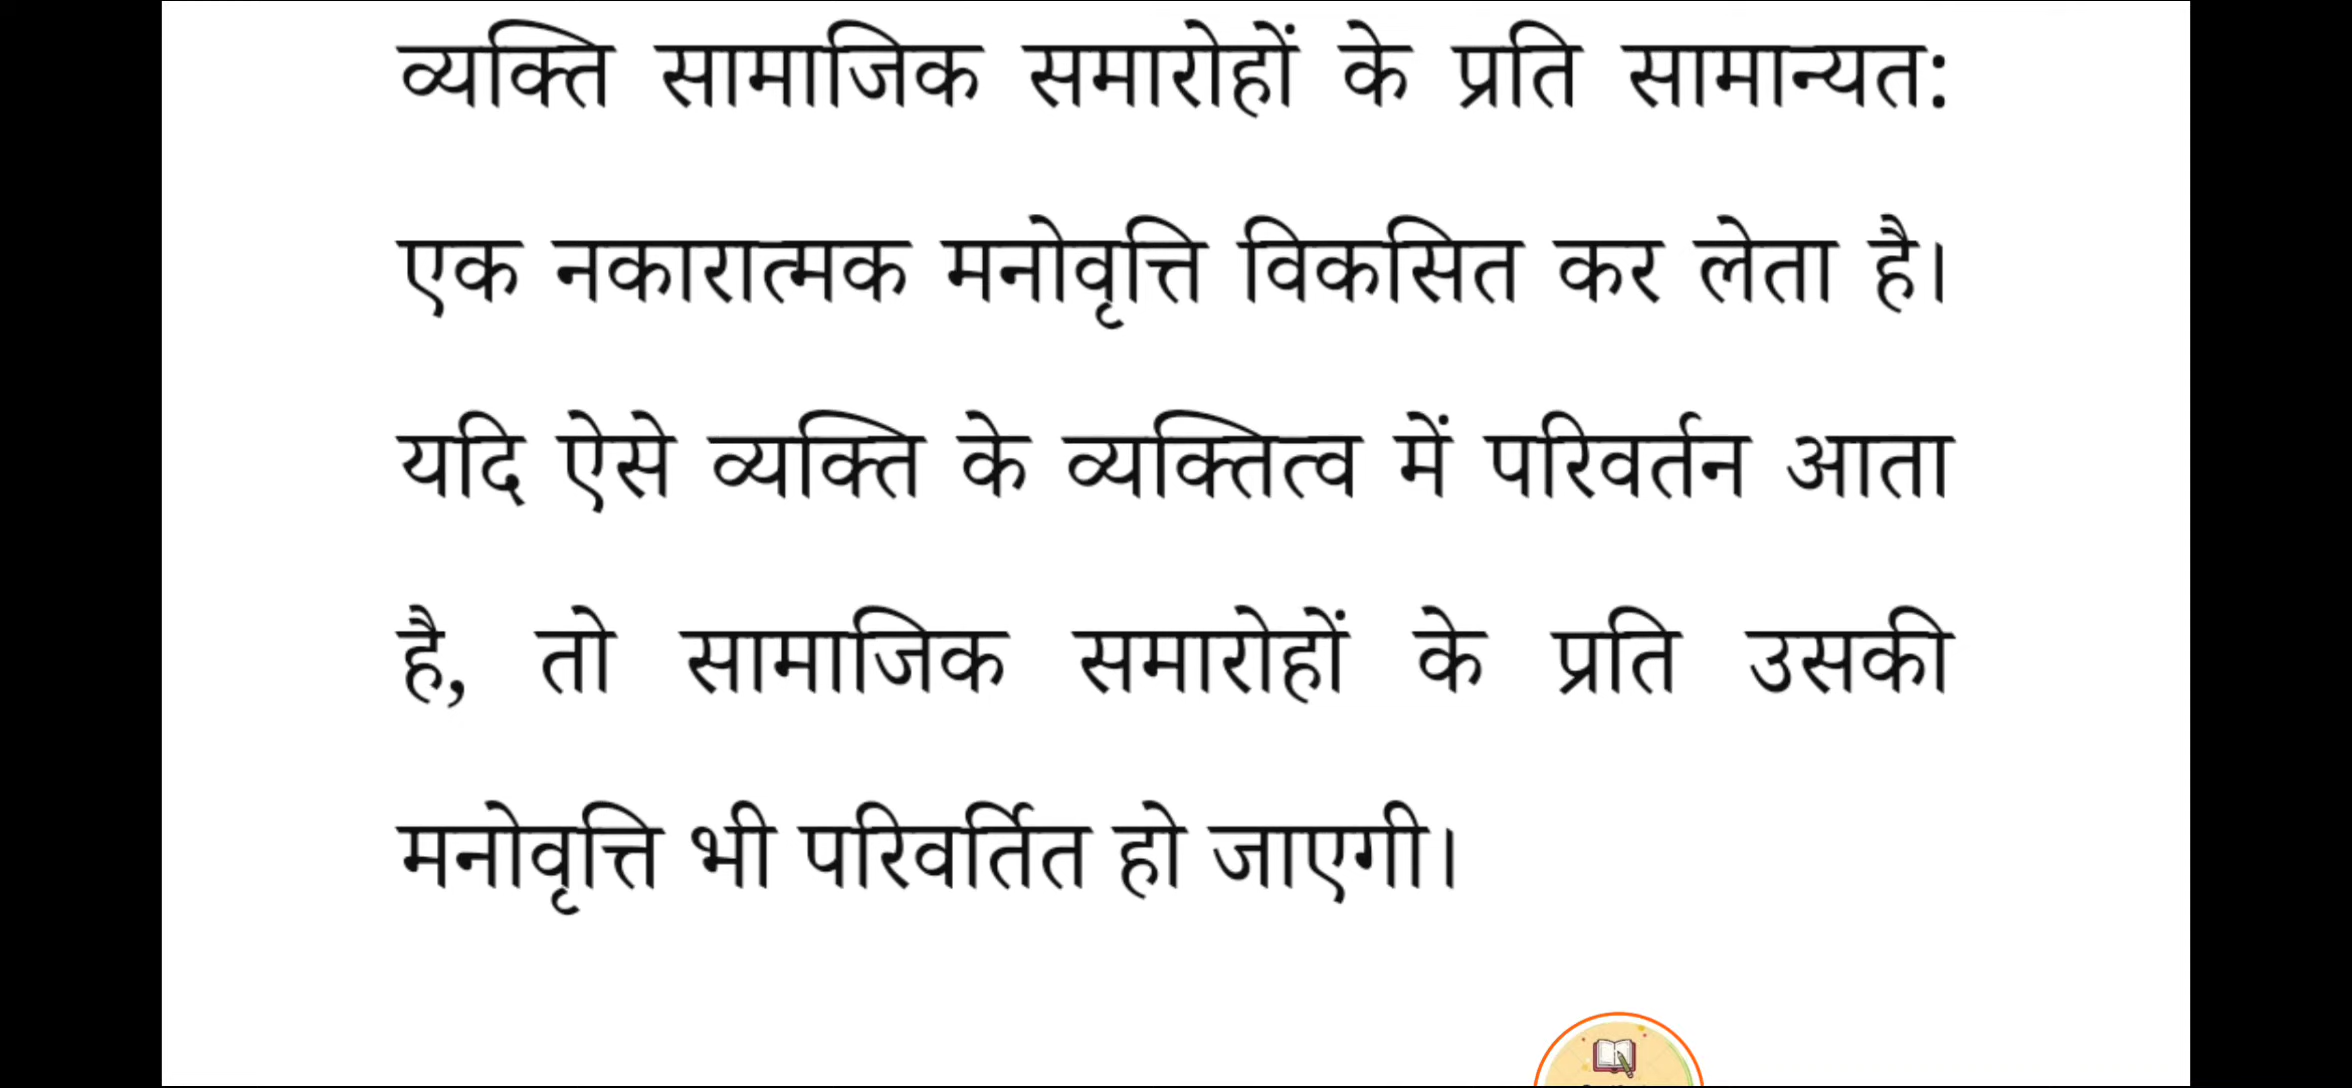 व्यक्ति सामाजिक समारोहों के प्रति सामान्यत:
एक नकारात्मक मनोवृत्ति विकसित कर लेता है।
यदि ऐसे व्यक्ति के व्यक्तित्व में परिवर्तन आता
है, तो सामाजिक समारोहों के प्रति उसकी
मनोवृत्ति भी परिवर्तित हो जाएगी।